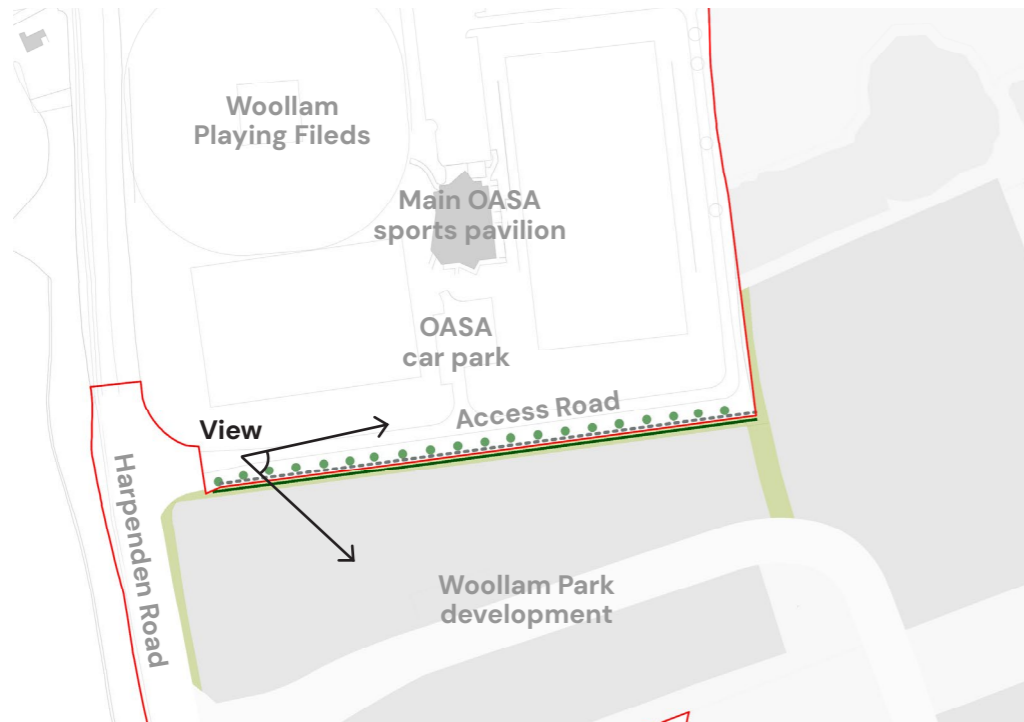 Woollam
Playing Fileds
Main OASA
sports pavilion
OASA
car park
Access Road
View
Harpenden Road
Woollam Park
development